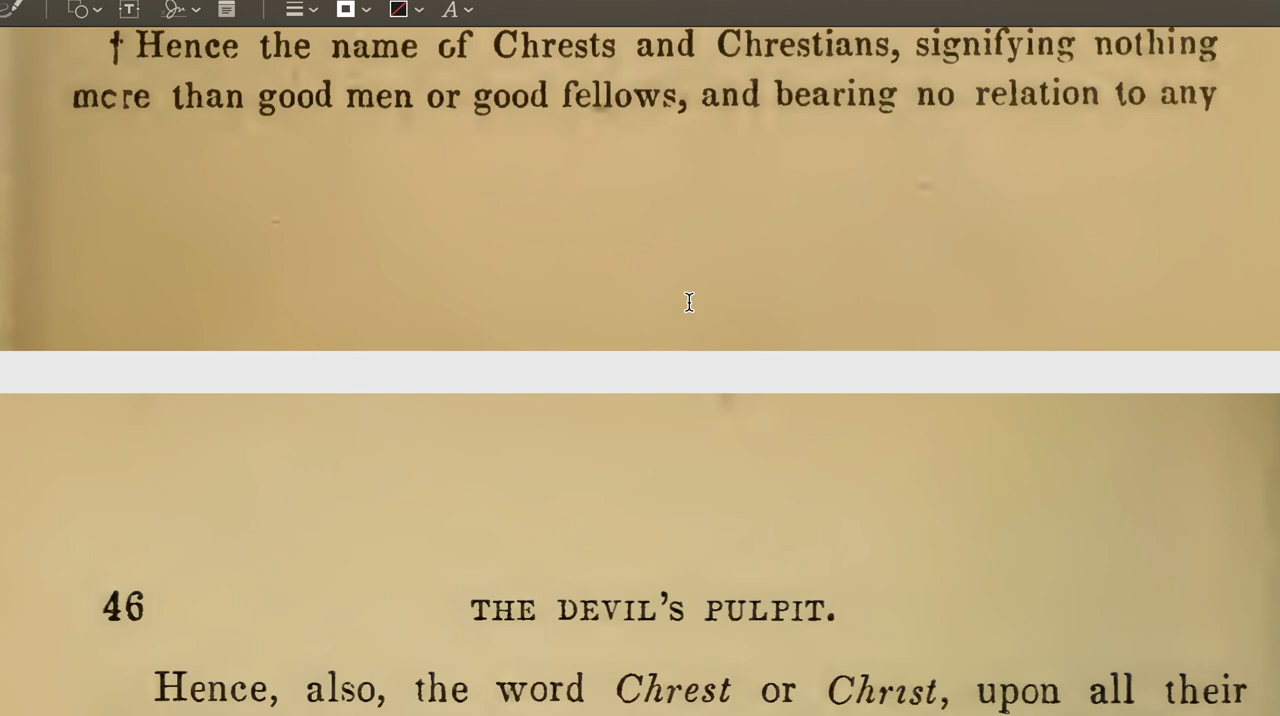 † Hence the name of Chrests and Chrestians, signifying nothing
more than good men or good fellows, and bearing no relation to any
46 THE DEVIL'S PULPIT.
Hence, also, the word Chrest or Christ, upon all their